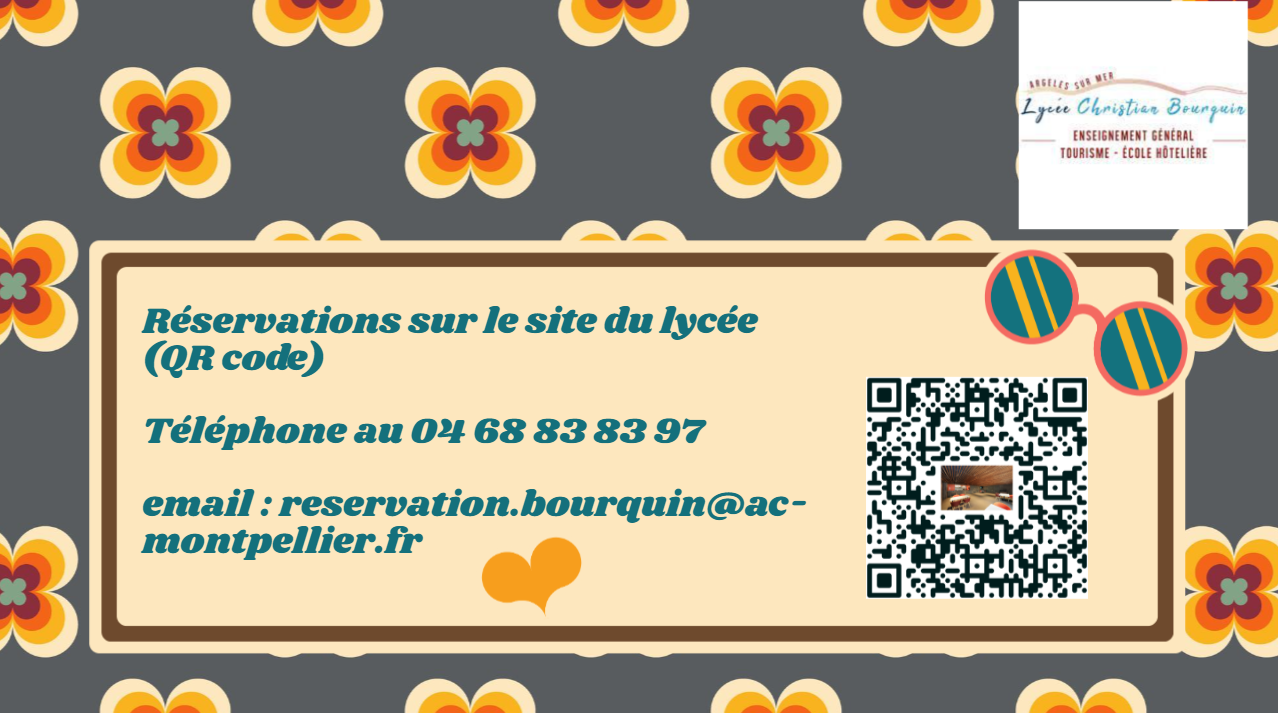 ARGELÈS SUR MER
Lycée Christian Bourquin
ENSEIGNEMENT GÉNÉRAL
TOURISME - ÉCOLE HÔTELIÈRE
Réservations sur le site du lycée
(QR code)
Téléphone au 04 68 83 83 97
email : reservation.bourquin@ac-
montpellier.fr